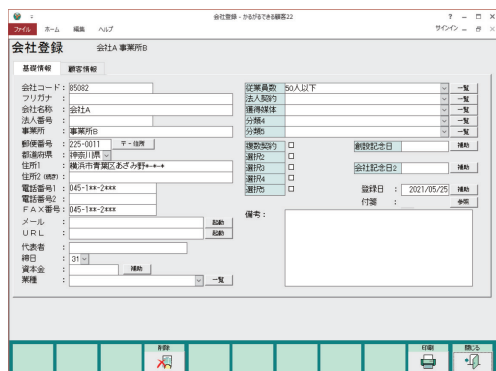 会社登録 - かるがるできる顧客22
ファイル ホーム 編集 ヘルプ サインイン
会社登録 会社A 事業所B
基礎情報 顧客情報
会社コード : 85082
フリガナ :
会社名称 : 会社A
法人番号 :
事業所 : 事業所B
郵便番号 : 225-0011 〒-住所
都道府県 : 神奈川県
住所1 : 横浜市青葉区あざみ野*-*-*
住所2 (続き) :
電話番号1 : 045-1**-2***
電話番号2 :
FAX番号 : 045-1**-2***
メール : 起動
URL : 起動
代表者 :
締日 : 31
資本金 : 補助
業種 : 一覧
従業員数 50人以下 一覧
法人契約 一覧
獲得媒体 一覧
分類4 一覧
分類5 一覧
複数契約 創設記念日 補助
選択2
選択3 会社記念日2 補助
選択4
選択5 登録日 : 2021/05/25 補助
付箋 : 参照
備考 :
削除 印刷 閉じる